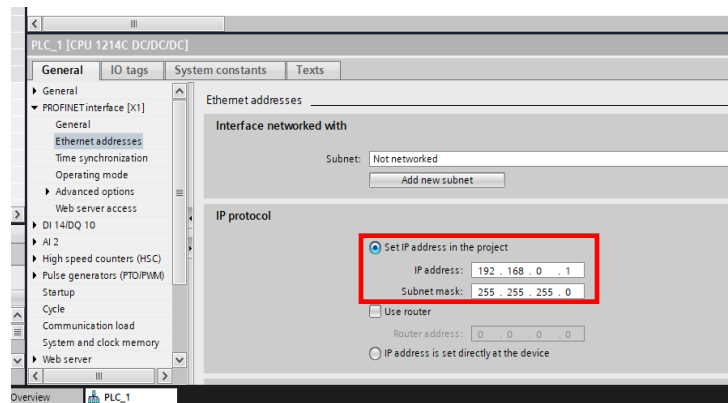 PLC_1 [CPU 1214C DC/DC/DC]
General IO tags System constants Texts
General
PROFINET interface [X1]
General
Ethernet addresses
Time synchronization
Operating mode
Advanced options
Web server access
DI 14/DQ 10
AI 2
High speed counters (HSC)
Pulse generators (PTO/PWM)
Startup
Cycle
Communication load
System and clock memory
Web server
Ethernet addresses
Interface networked with
Subnet: Not networked
Add new subnet
IP protocol
Set IP address in the project
IP address: 192 . 168 . 0 . 1
Subnet mask: 255 . 255 . 255 . 0
Use router
Router address: 0 . 0 . 0 . 0
IP address is set directly at the device
Overview PLC_1